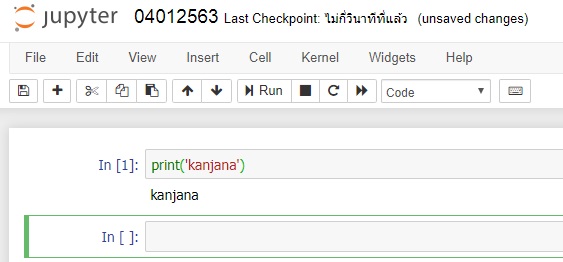 jupyter 04012563 Last Checkpoint: ไม่กี่วินาทีที่แล้ว (unsaved changes)
File Edit View Insert Cell Kernel Widgets Help
Run Code
In [1]: print('kanjana')
kanjana
In [ ]: